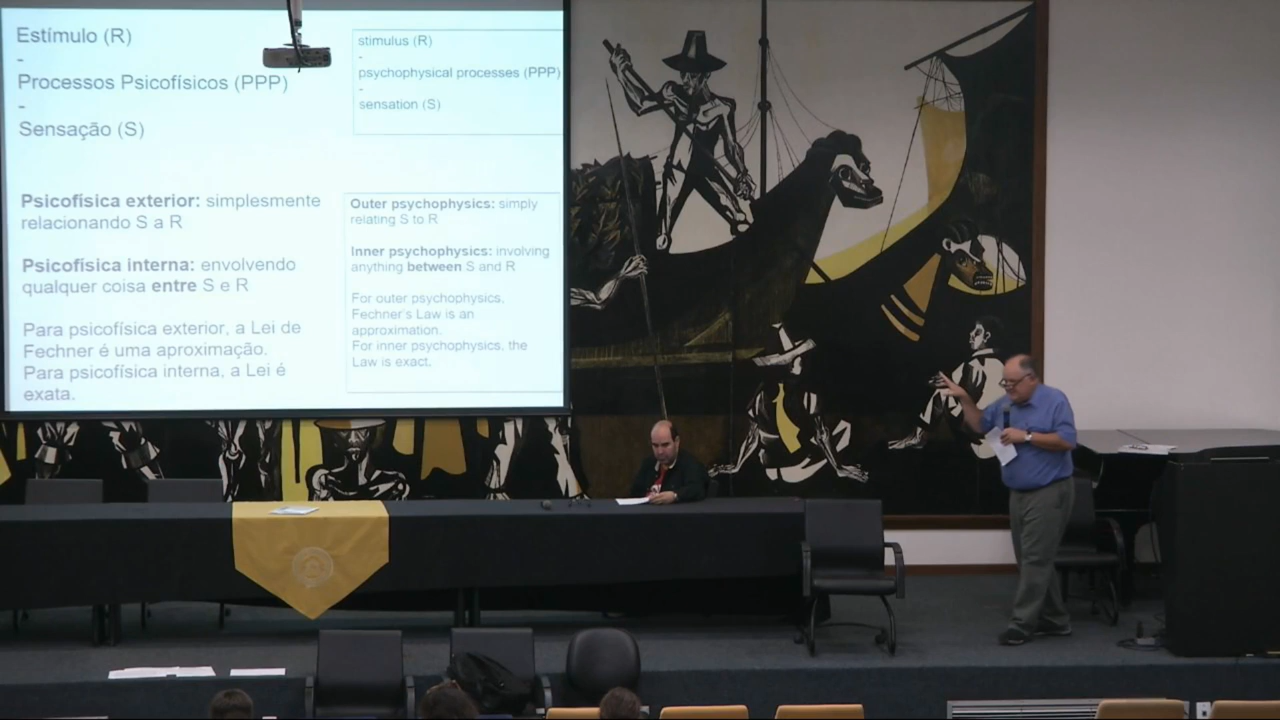 Estímulo (R)
-
Processos Psicofísicos (PPP)
-
Sensação (S)
Psicofísica exterior: simplesmente
relacionando S a R
Psicofísica interna: envolvendo
qualquer coisa entre S e R
Para psicofísica exterior, a Lei de
Fechner é uma aproximação.
Para psicofísica interna, a Lei é
exata.
stimulus (R)
-
psychophysical processes (PPP)
-
sensation (S)
Outer psychophysics: simply
relating S to R
Inner psychophysics: involving
anything between S and R
For outer psychophysics,
Fechner's Law is an
approximation.
For inner psychophysics, the
Law is exact.